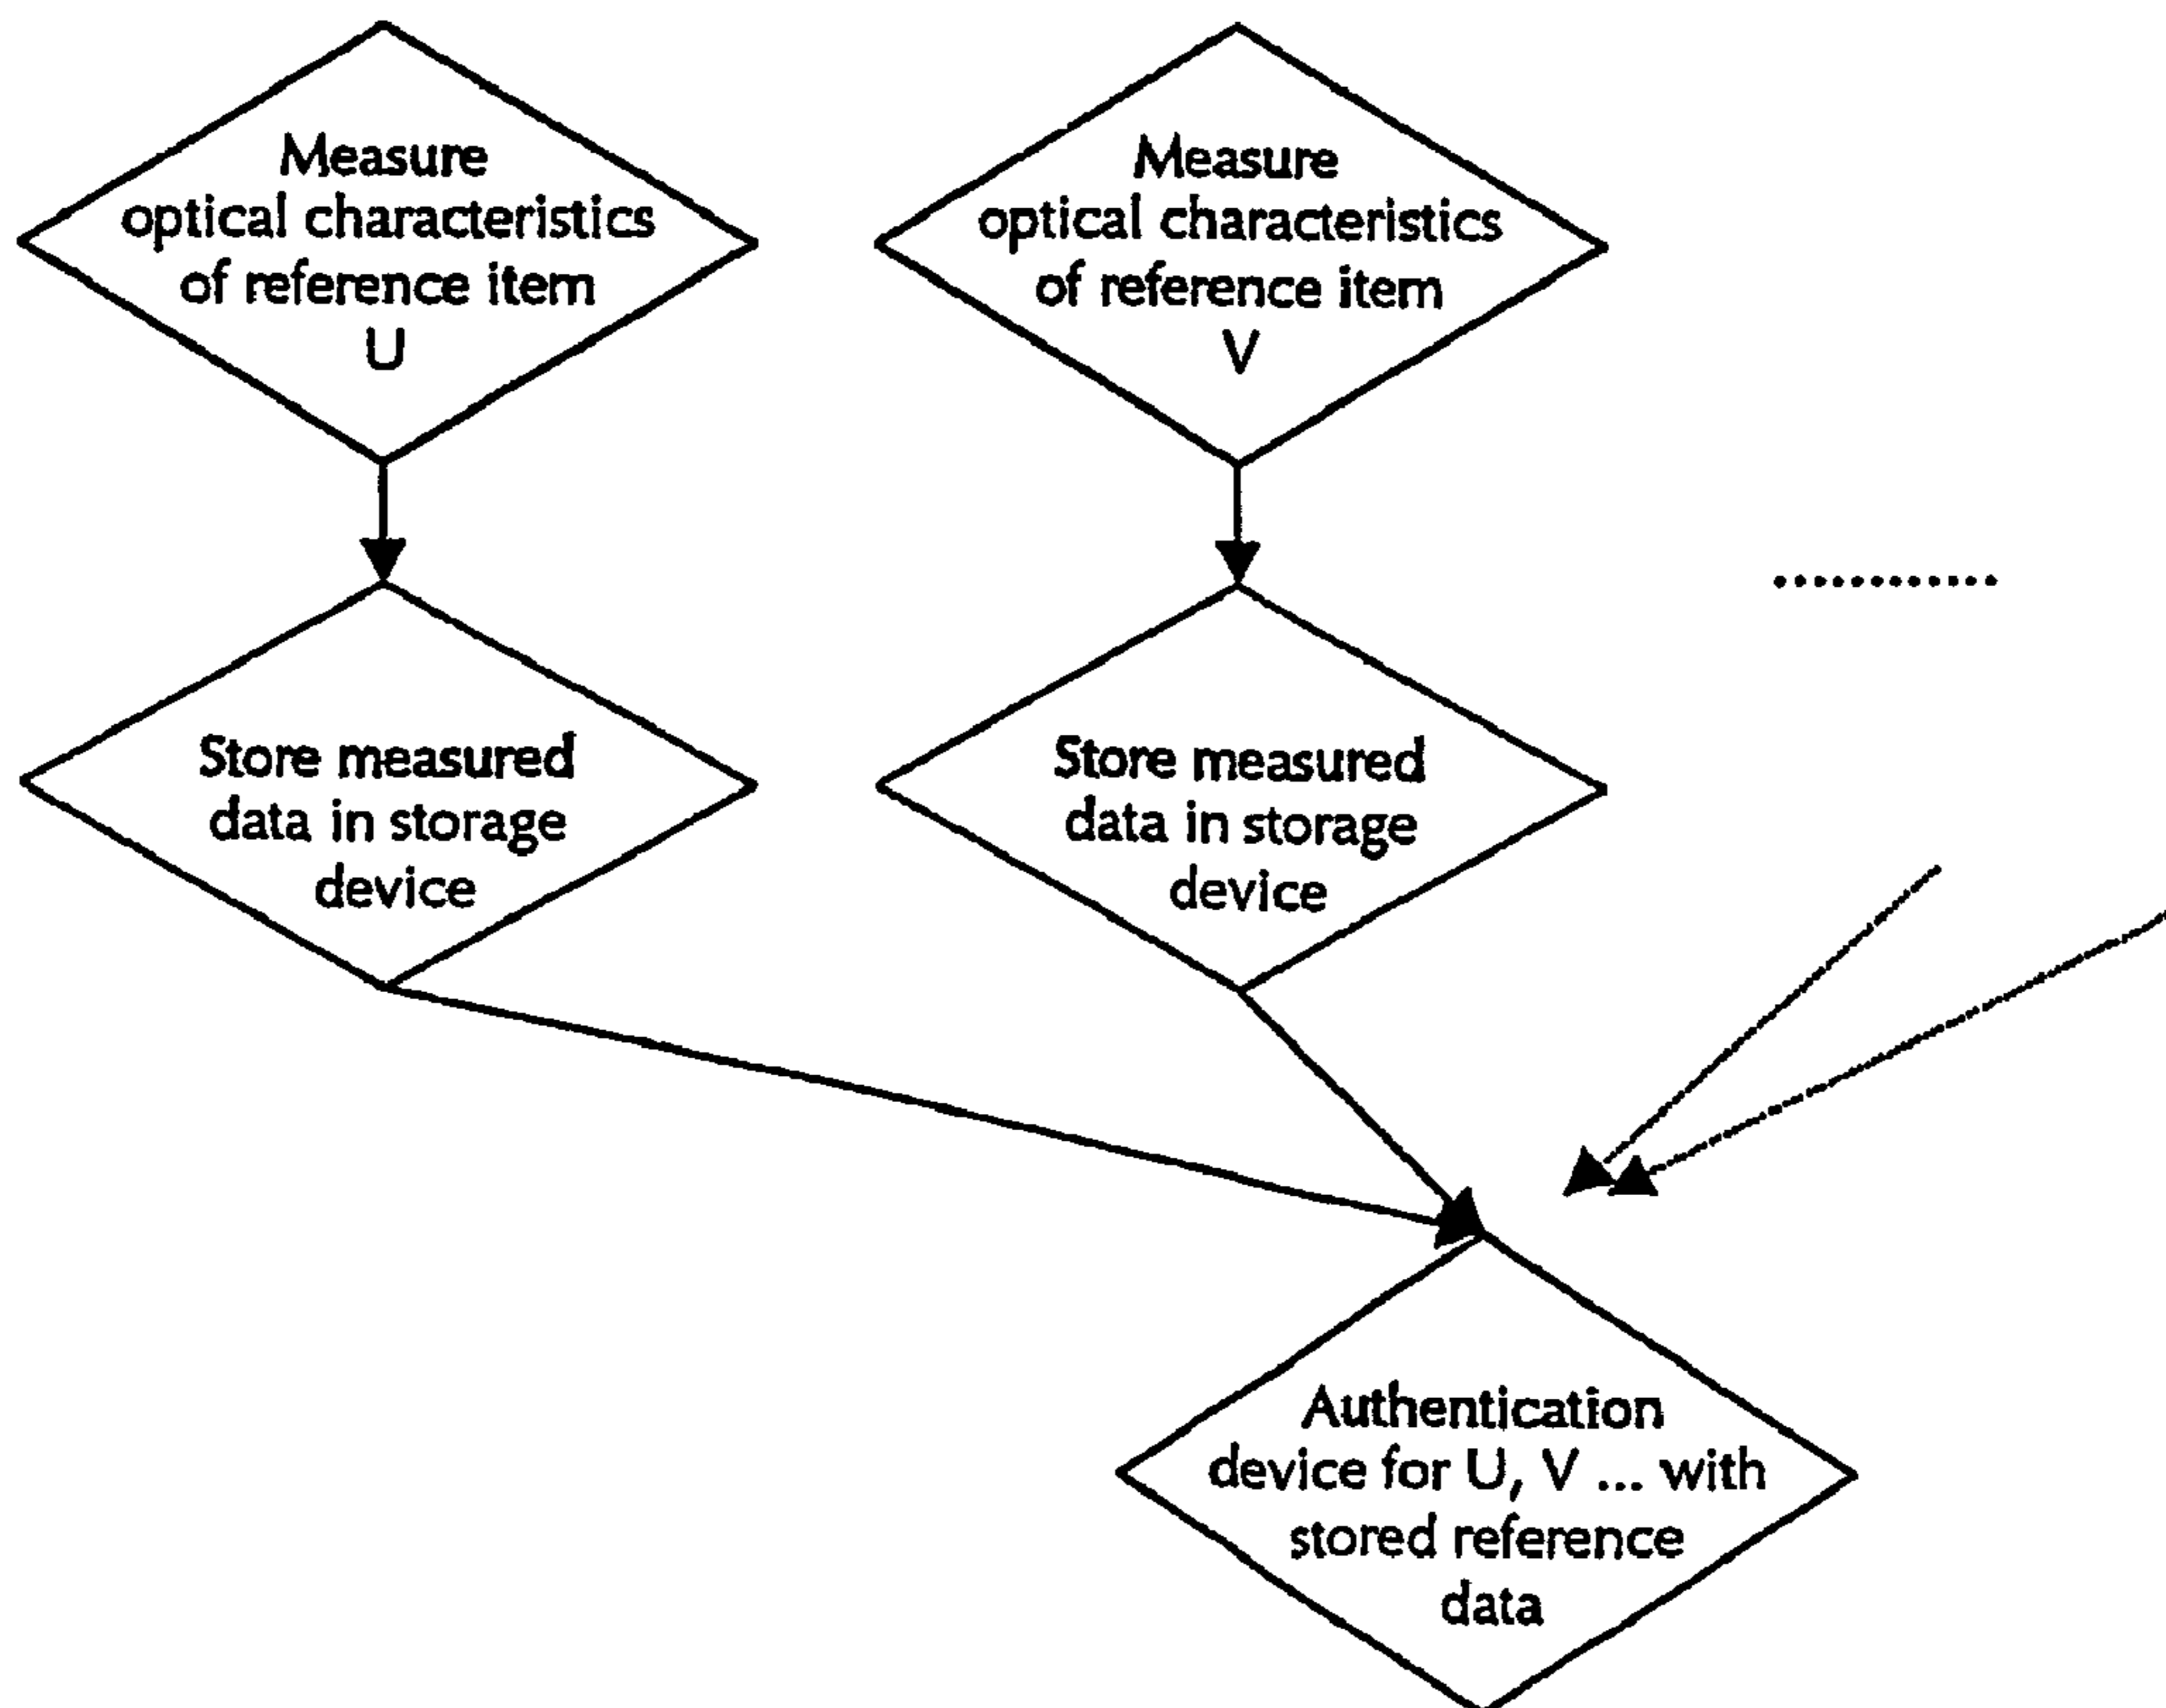 Measure
optical characteristics
of reference item
U
Measure
optical characteristics
of reference item
V
Store measured
data in storage
device
Store measured
data in storage
device
Authentication
device for U, V ... with
stored reference
data